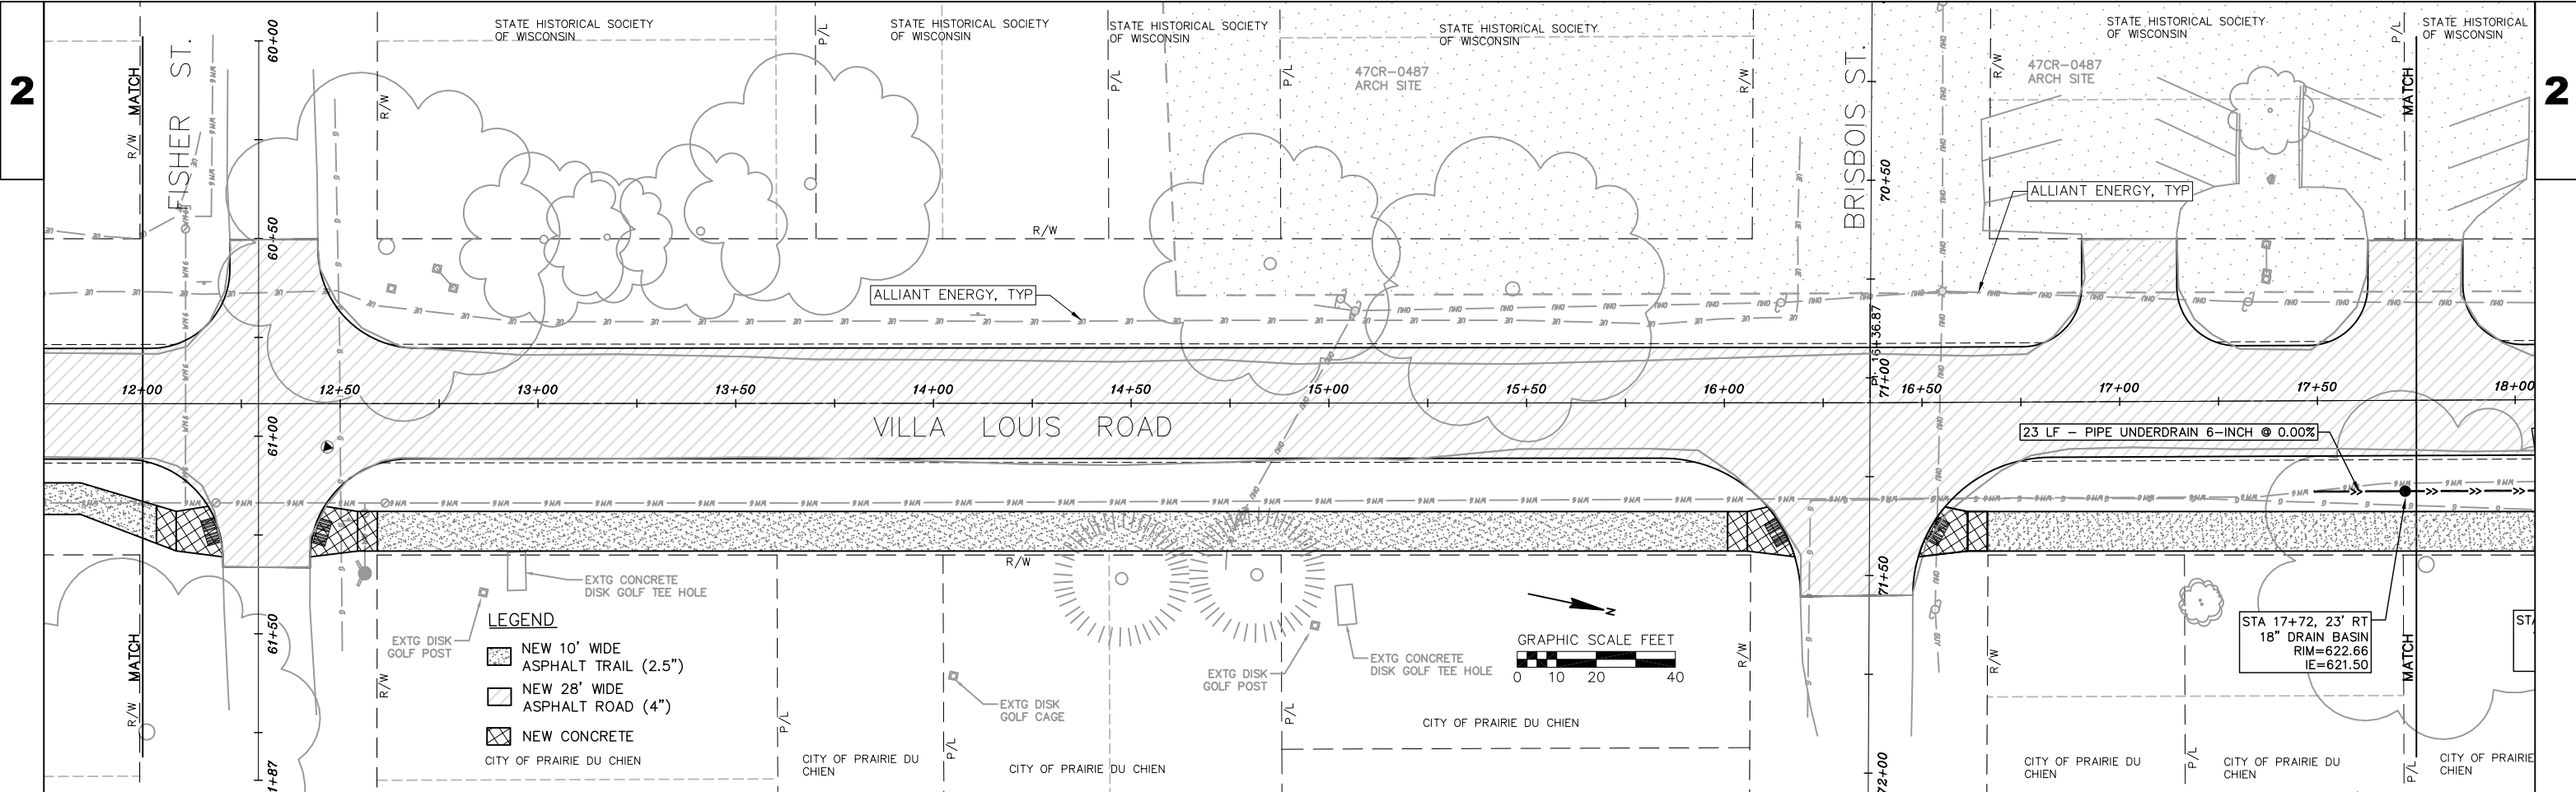 2
2
STATE HISTORICAL SOCIETY
OF WISCONSIN
STATE HISTORICAL SOCIETY
OF WISCONSIN
STATE HISTORICAL SOCIETY
OF WISCONSIN
STATE HISTORICAL SOCIETY
OF WISCONSIN
STATE HISTORICAL SOCIETY
OF WISCONSIN
STATE HISTORICAL
OF WISCONSIN
MATCH
R/W
FISHER ST.
60+00
R/W
P/L
P/L
P/L
47CR-0487
ARCH SITE
R/W
BRISBOIS ST.
R/W
47CR-0487
ARCH SITE
P/L
MATCH
60+50
R/W
70+50
ALLIANT ENERGY, TYP
ALLIANT ENERGY, TYP
PI: 16+36.87
12+00
12+50
13+00
13+50
14+00
14+50
15+00
15+50
16+00
71+00
16+50
17+00
17+50
18+00
VILLA LOUIS ROAD
61+00
23 LF - PIPE UNDERDRAIN 6-INCH @ 0.00%
R/W
EXTG CONCRETE
DISK GOLF TEE HOLE
EXTG DISK
GOLF POST
LEGEND
NEW 10' WIDE
ASPHALT TRAIL (2.5")
NEW 28' WIDE
ASPHALT ROAD (4")
NEW CONCRETE
CITY OF PRAIRIE DU CHIEN
MATCH
R/W
61+50
R/W
1+87
P/L
CITY OF PRAIRIE DU
CHIEN
P/L
EXTG DISK
GOLF CAGE
CITY OF PRAIRIE DU CHIEN
EXTG DISK
GOLF POST
EXTG CONCRETE
DISK GOLF TEE HOLE
P/L
N
GRAPHIC SCALE FEET
0 10 20 40
CITY OF PRAIRIE DU CHIEN
R/W
71+50
72+00
GUY
R/W
CITY OF PRAIRIE DU
CHIEN
P/L
CITY OF PRAIRIE DU
CHIEN
STA 17+72, 23' RT
18" DRAIN BASIN
RIM=622.66
IE=621.50
MATCH
P/L
CITY OF PRAIRIE
CHIEN